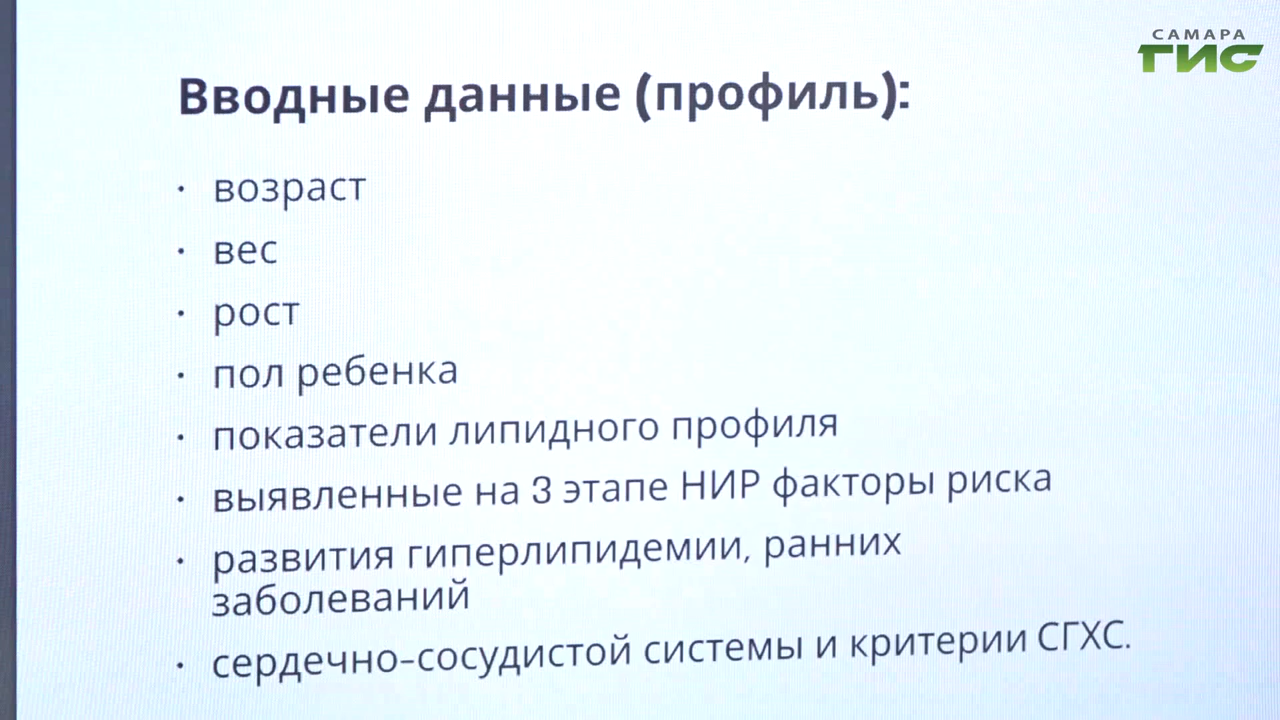 САМАРА
ГИС
Вводные данные (профиль):
• возраст
• вес
• рост
• пол ребенка
• показатели липидного профиля
• выявленные на 3 этапе НИР факторы риска
• развития гиперлипидемии, ранних
заболеваний
• сердечно-сосудистой системы и критерии СГХС.